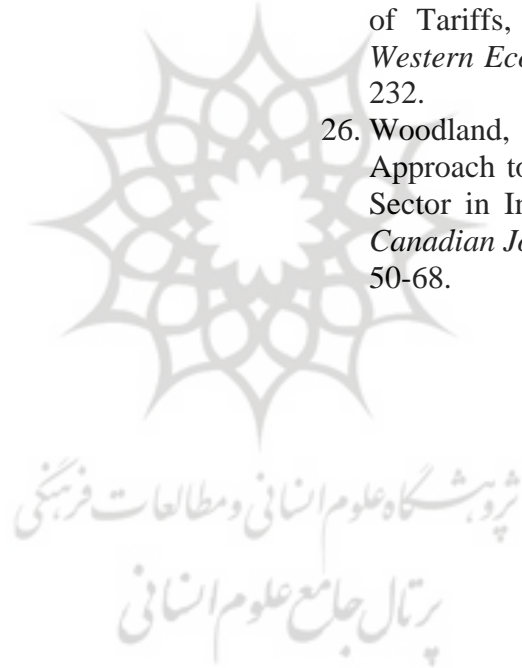 of Tariffs,
Western Eco
232.
26. Woodland,
Approach to
Sector in In
Canadian Jo
50-68.
پژوهشگاه علوم انسانی و مطالعات فرهنگی
پرتال جامع علوم انسانی